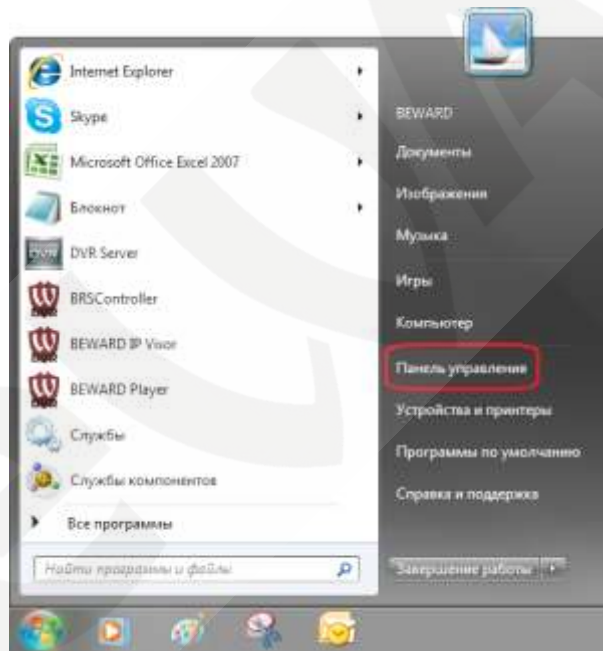 Internet Explorer
Skype
Microsoft Office Excel 2007
Блокнот
DVR Server
BRSController
BEWARD IP Visor
BEWARD Player
Службы
Службы компонентов
Все программы
Найти программы и файлы
BEWARD
Документы
Изображения
Музыка
Игры
Компьютер
Панель управления
Устройства и принтеры
Программы по умолчанию
Справка и поддержка
Завершение работы